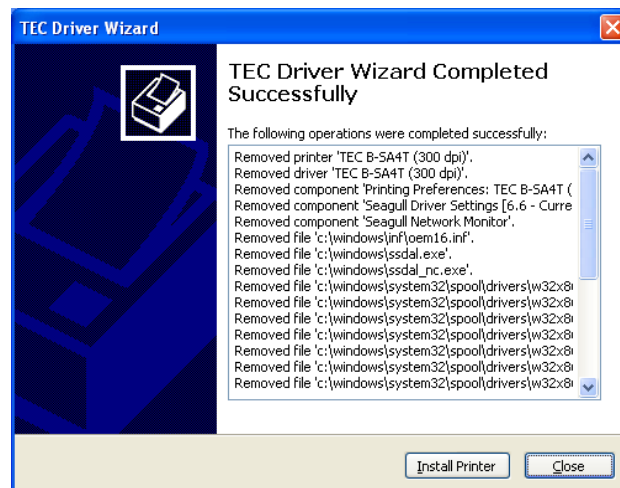 TEC Driver Wizard
TEC Driver Wizard Completed
Successfully
The following operations were completed successfully:
Removed printer 'TEC B-SA4T (300 dpi)'.
Removed driver 'TEC B-SA4T (300 dpi)'.
Removed component 'Printing Preferences: TEC B-SA4T (
Removed component 'Seagull Driver Settings [6.6 - Curre
Removed component 'Seagull Network Monitor'.
Removed file 'c:\windows\inf\oem16.inf'.
Removed file 'c:\windows\ssdal.exe'.
Removed file 'c:\windows\ssdal_nc.exe'.
Removed file 'c:\windows\system32\spool\drivers\w32x8
Removed file 'c:\windows\system32\spool\drivers\w32x8
Removed file 'c:\windows\system32\spool\drivers\w32x8
Removed file 'c:\windows\system32\spool\drivers\w32x8
Removed file 'c:\windows\system32\spool\drivers\w32x8
Removed file 'c:\windows\system32\spool\drivers\w32x8
Removed file 'c:\windows\system32\spool\drivers\w32x8
Install Printer Close